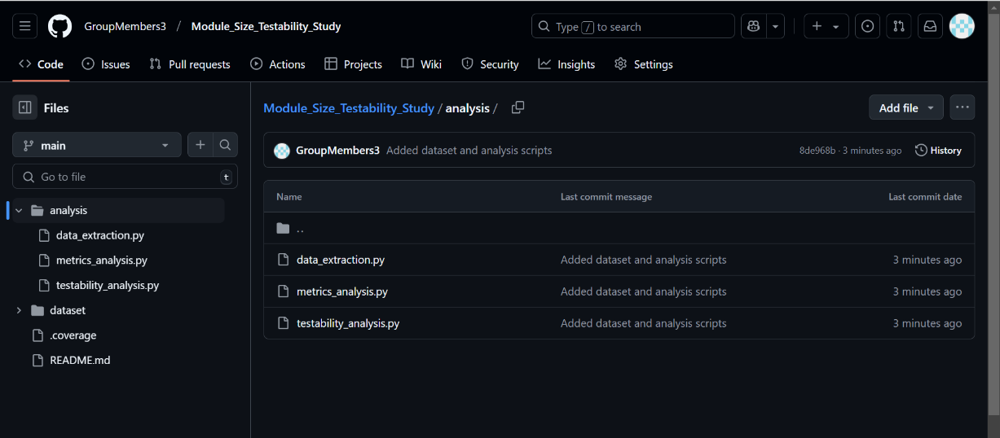 GroupMembers3 / Module_Size_Testability_Study Type / to search
Code Issues Pull requests Actions Projects Wiki Security Insights Settings
Files
main
Go to file t
analysis
data_extraction.py
metrics_analysis.py
testability_analysis.py
dataset
.coverage
README.md
Module_Size_Testability_Study / analysis / Add file
GroupMembers3 Added dataset and analysis scripts 8de968b · 3 minutes ago History
Name Last commit message Last commit date
..
data_extraction.py Added dataset and analysis scripts 3 minutes ago
metrics_analysis.py Added dataset and analysis scripts 3 minutes ago
testability_analysis.py Added dataset and analysis scripts 3 minutes ago